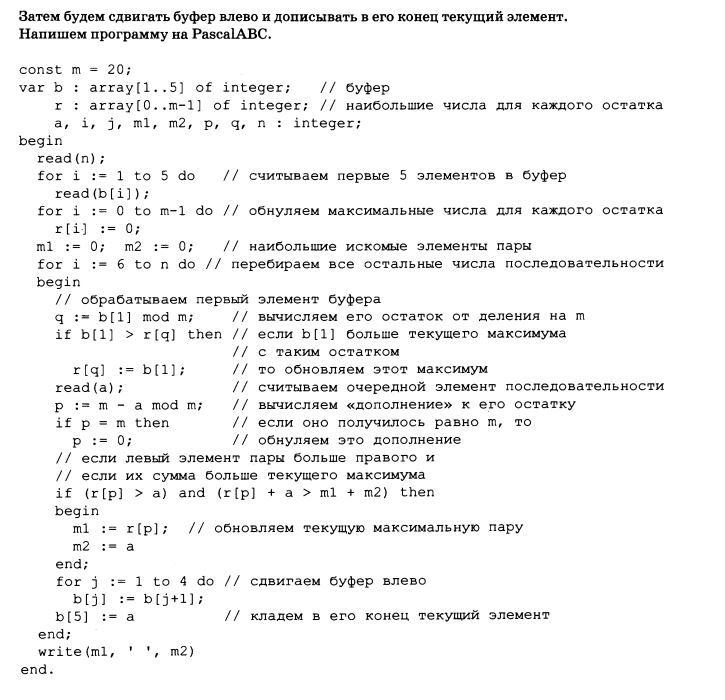 Затем будем сдвигать буфер влево и дописывать в его конец текущий элемент.
Напишем программу на PascalABC.
const m = 20;
var b : array[1..5] of integer;   // буфер
    r : array[0..m-1] of integer; // наибольшие числа для каждого остатка
    a, i, j, m1, m2, p, q, n : integer;
begin
  read(n);
  for i := 1 to 5 do   // считываем первые 5 элементов в буфер
    read(b[i]);
  for i := 0 to m-1 do // обнуляем максимальные числа для каждого остатка
    r[i] := 0;
  m1 := 0;  m2 := 0;   // наибольшие искомые элементы пары
  for i := 6 to n do // перебираем все остальные числа последовательности
  begin
    // обрабатываем первый элемент буфера
    q := b[1] mod m;    // вычисляем его остаток от деления на m
    if b[1] > r[q] then // если b[1] больше текущего максимума
                        // с таким остатком
      r[q] := b[1];     // то обновляем этот максимум
    read(a);            // считываем очередной элемент последовательности
    p := m - a mod m;   // вычисляем «дополнение» к его остатку
    if p = m then       // если оно получилось равно m, то
      p := 0;           // обнуляем это дополнение
    // если левый элемент пары больше правого и
    // если их сумма больше текущего максимума
    if (r[p] > a) and (r[p] + a > m1 + m2) then
    begin
      m1 := r[p];  // обновляем текущую максимальную пару
      m2 := a
    end;
    for j := 1 to 4 do // сдвигаем буфер влево
      b[j] := b[j+1];
    b[5] := a          // кладем в его конец текущий элемент
  end;
  write(m1, ' ', m2)
end.